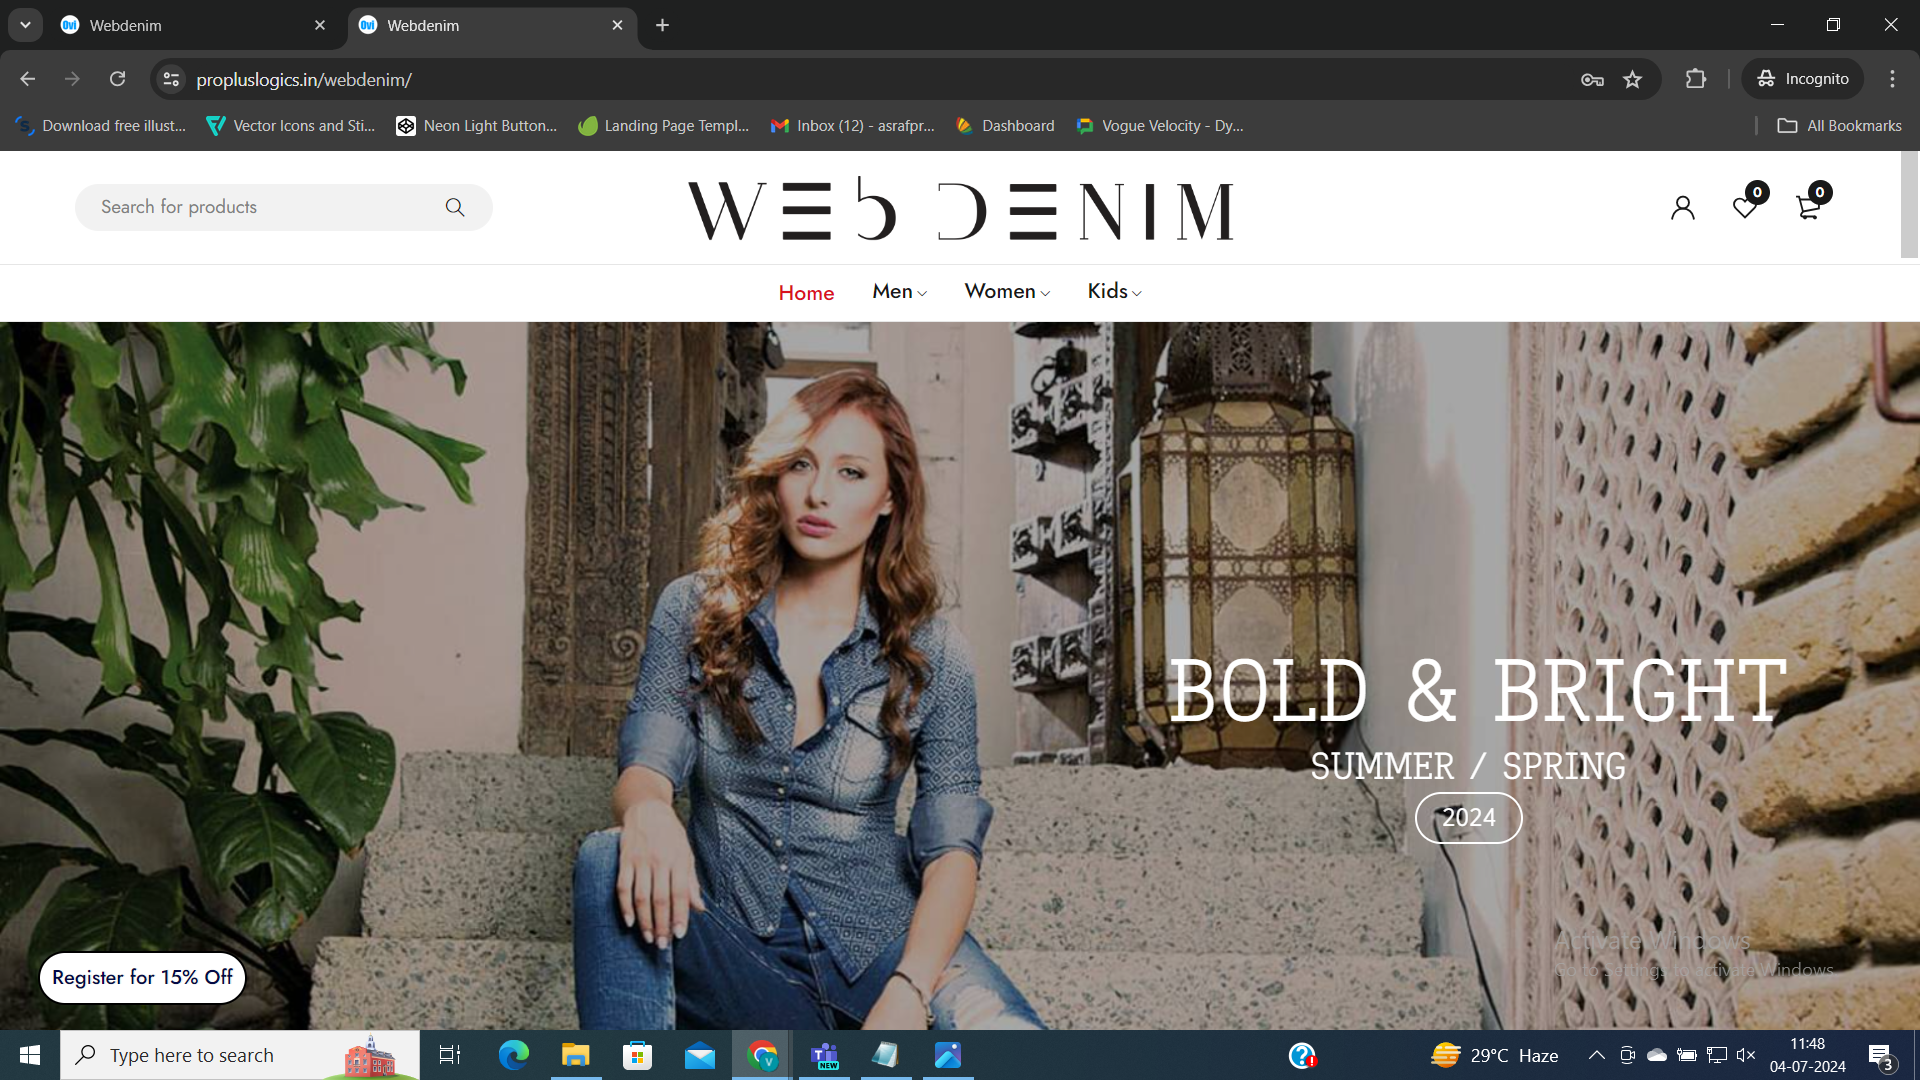 Webdenim
Webdenim
propluslogics.in/webdenim/
Incognito
Download free illust...
Vector Icons and Sti...
Neon Light Button...
Landing Page Templ...
Inbox (12) - asrafpr...
Dashboard
Vogue Velocity - Dy...
All Bookmarks
Search for products
WEb DENIM
0
0
Home
Men
Women
Kids
BOLD & BRIGHT
SUMMER / SPRING
2024
Activate Windows
Go to Settings to activate Windows.
Register for 15% Off
Type here to search
NEW
29°C Haze
11:48
04-07-2024
3